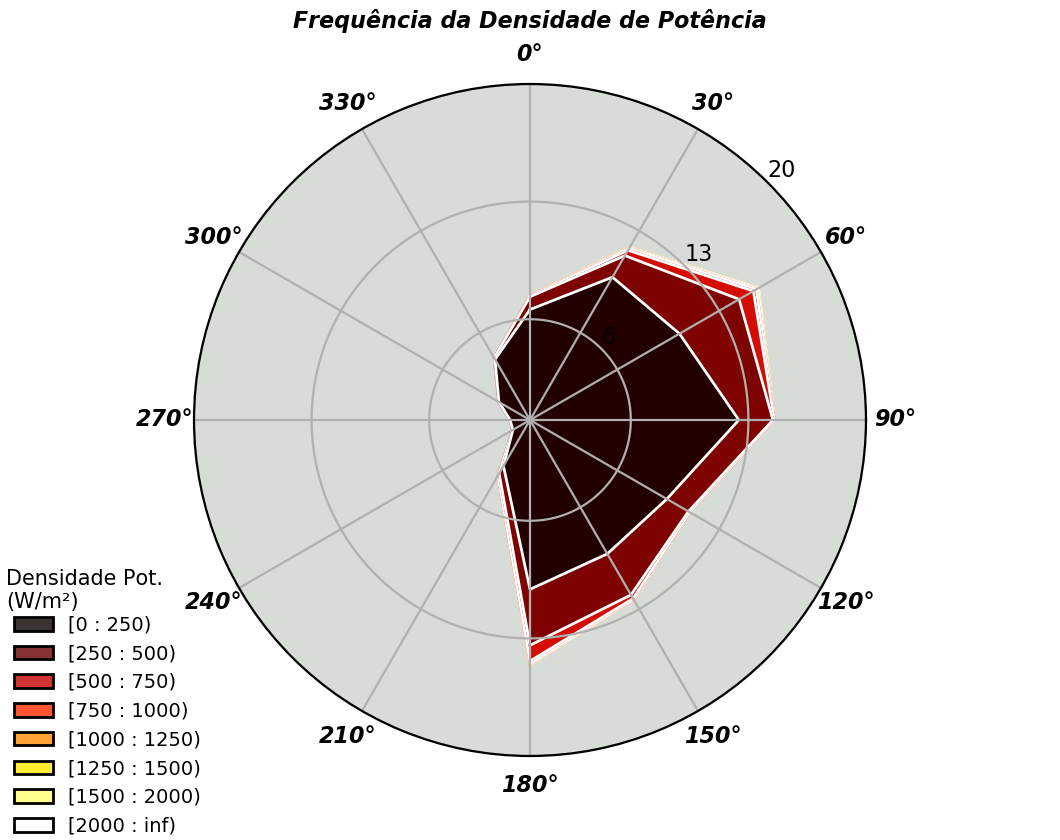 Frequência da Densidade de Potência
0°
330°
30°
20
300°
60°
13
6
270°
90°
240°
120°
210°
150°
180°
Densidade Pot.
(W/m²)
[0 : 250)
[250 : 500)
[500 : 750)
[750 : 1000)
[1000 : 1250)
[1250 : 1500)
[1500 : 2000)
[2000 : inf)